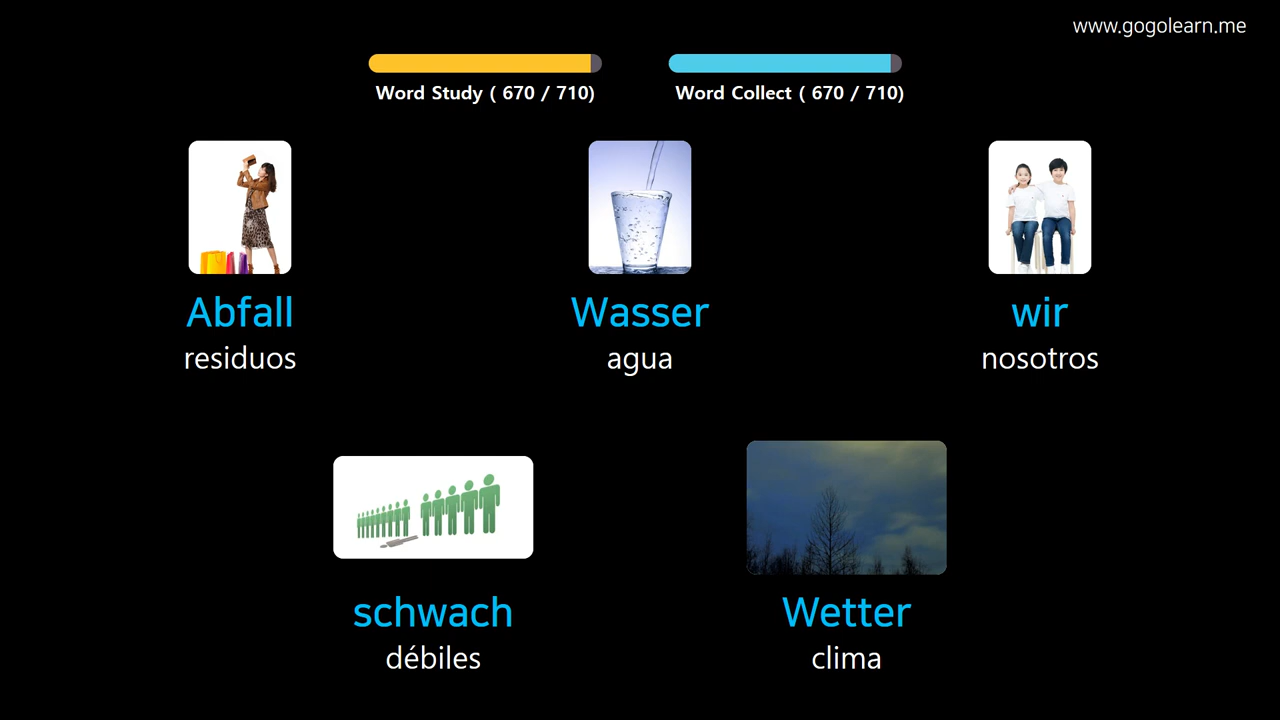 www.gogolearn.me
Word Study ( 670 / 710)
Word Collect ( 670 / 710)
Abfall
residuos
Wasser
agua
wir
nosotros
schwach
débiles
Wetter
clima